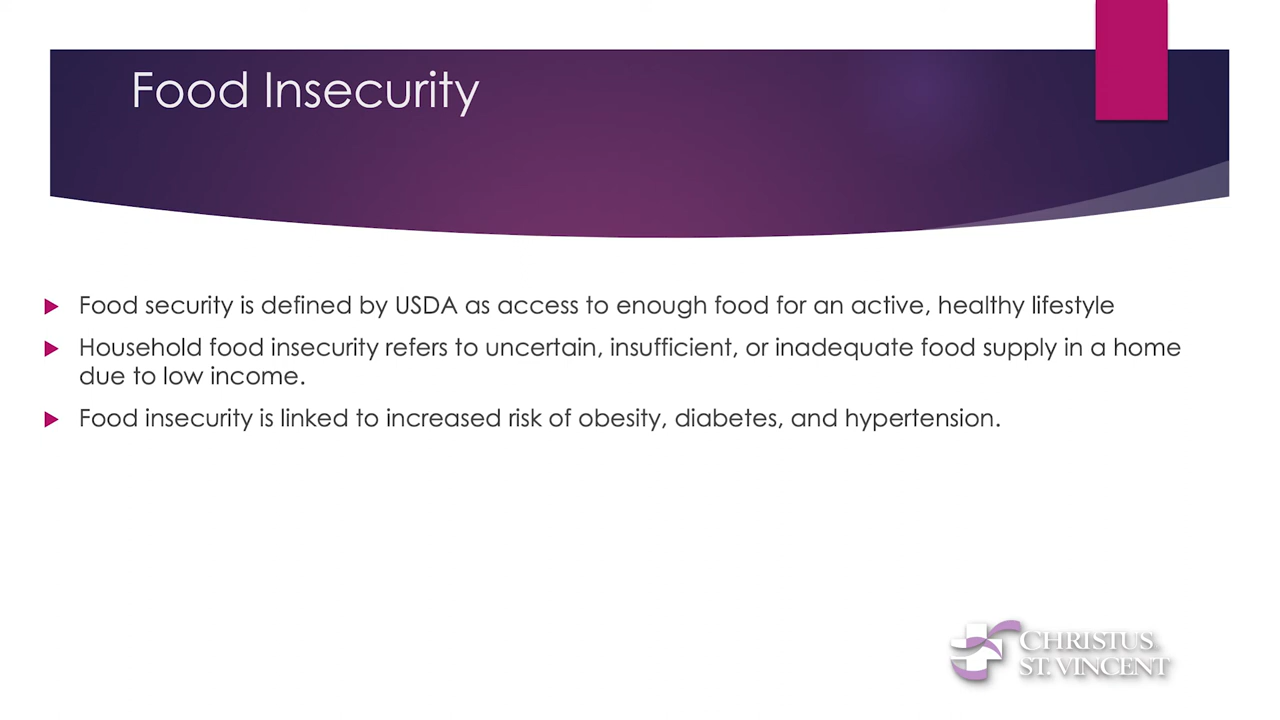 Food Insecurity
Food security is defined by USDA as access to enough food for an active, healthy lifestyle
Household food insecurity refers to uncertain, insufficient, or inadequate food supply in a home
due to low income.
Food insecurity is linked to increased risk of obesity, diabetes, and hypertension.
CHRISTUS
ST. VINCENT